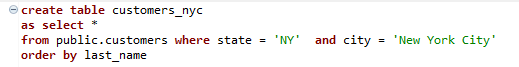 create table customers_nyc
as select *
from public.customers where state = 'NY'  and city = 'New York City'
order by last_name